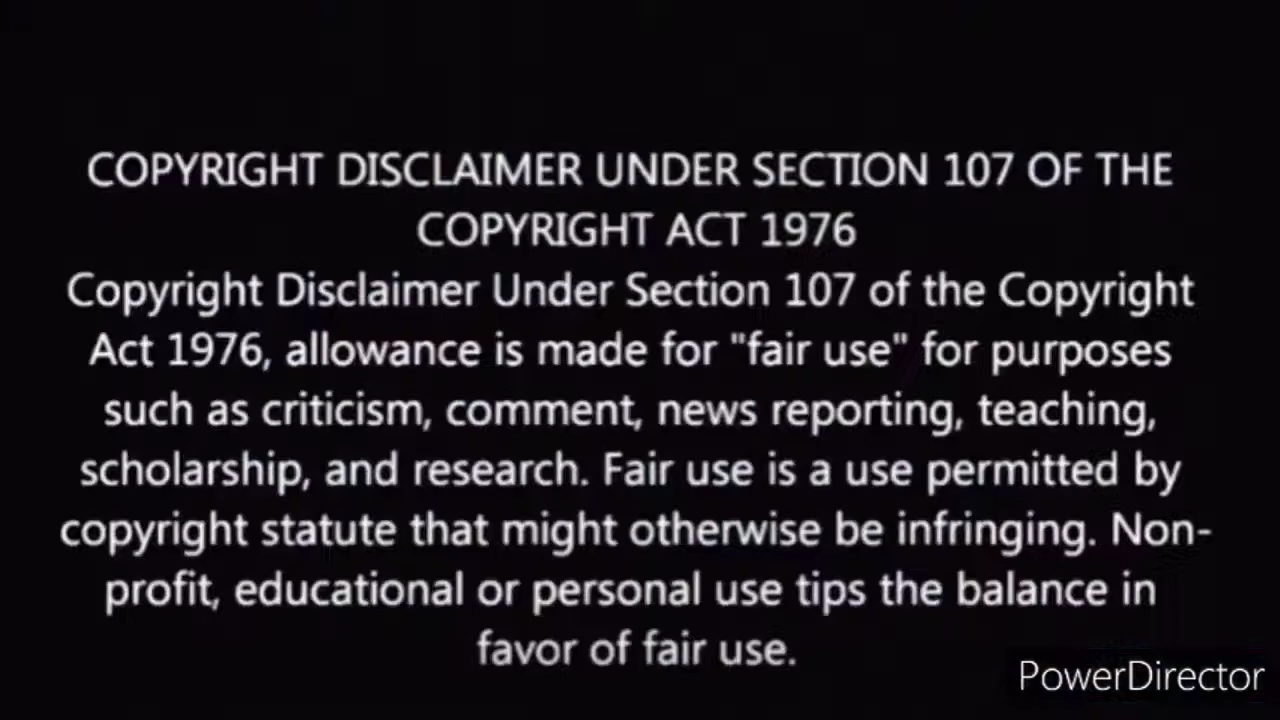 COPYRIGHT DISCLAIMER UNDER SECTION 107 OF THE
COPYRIGHT ACT 1976
Copyright Disclaimer Under Section 107 of the Copyright
Act 1976, allowance is made for "fair use" for purposes
such as criticism, comment, news reporting, teaching,
scholarship, and research. Fair use is a use permitted by
copyright statute that might otherwise be infringing. Non-
profit, educational or personal use tips the balance in
favor of fair use.
PowerDirector